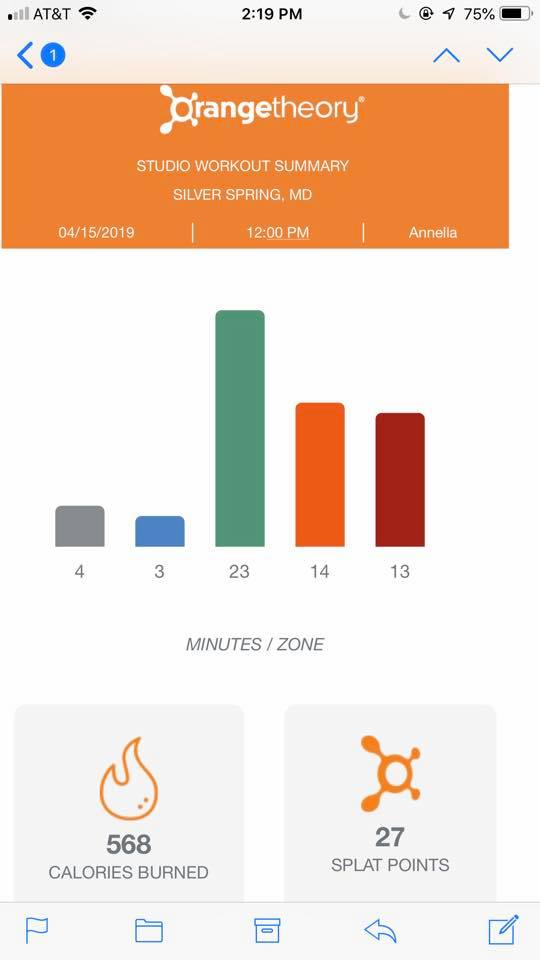 AT&T 2:19 PM 75%
1
orangetheory®
STUDIO WORKOUT SUMMARY
SILVER SPRING, MD
04/15/2019 | 12:00 PM | Annella
4 3 23 14 13
MINUTES / ZONE
568 27
CALORIES BURNED SPLAT POINTS